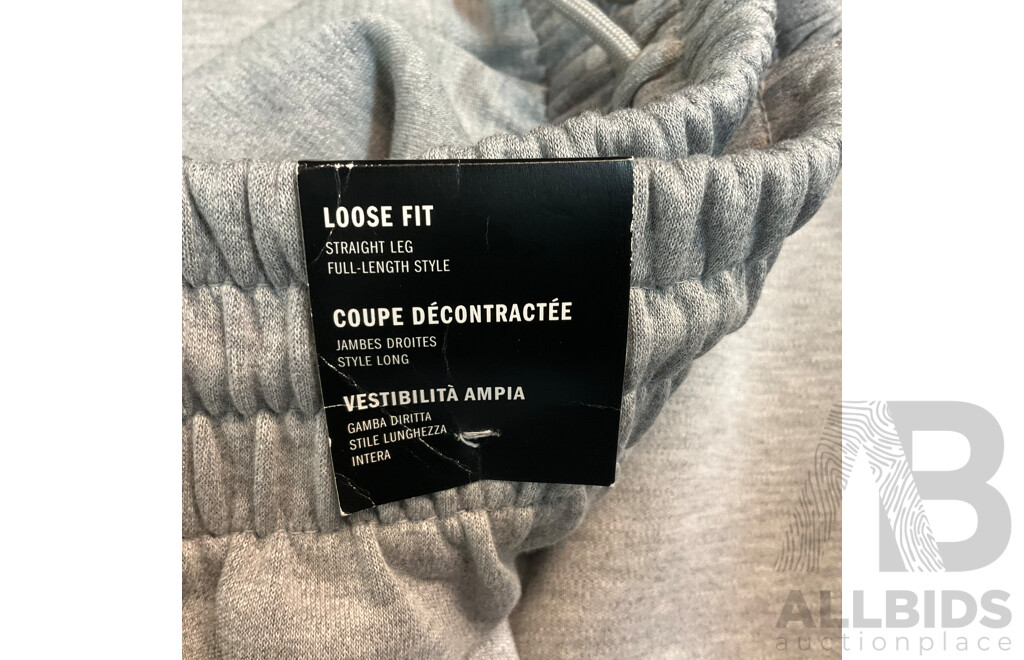 LOOSE FIT
STRAIGHT LEG
FULL-LENGTH STYLE
COUPE DÉCONTRACTÉE
JAMBES DROITES
STYLE LONG
VESTIBILITÀ AMPIA
GAMBA DIRITTA
STILE LUNGHEZZA
INTERA
AB
ALLBIDS
auctionplace